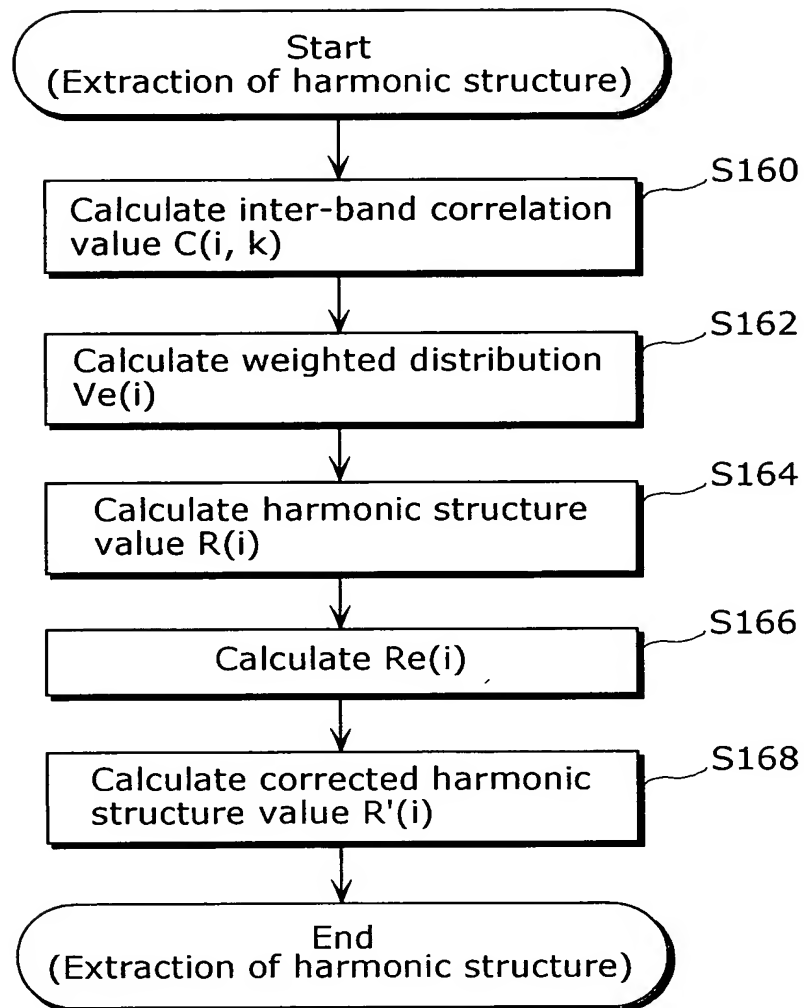 Start
(Extraction of harmonic structure)
S160
Calculate inter-band correlation
value C(i, k)
S162
Calculate weighted distribution
Ve(i)
S164
Calculate harmonic structure
value R(i)
S166
Calculate Re(i)
S168
Calculate corrected harmonic
structure value R'(i)
End
(Extraction of harmonic structure)